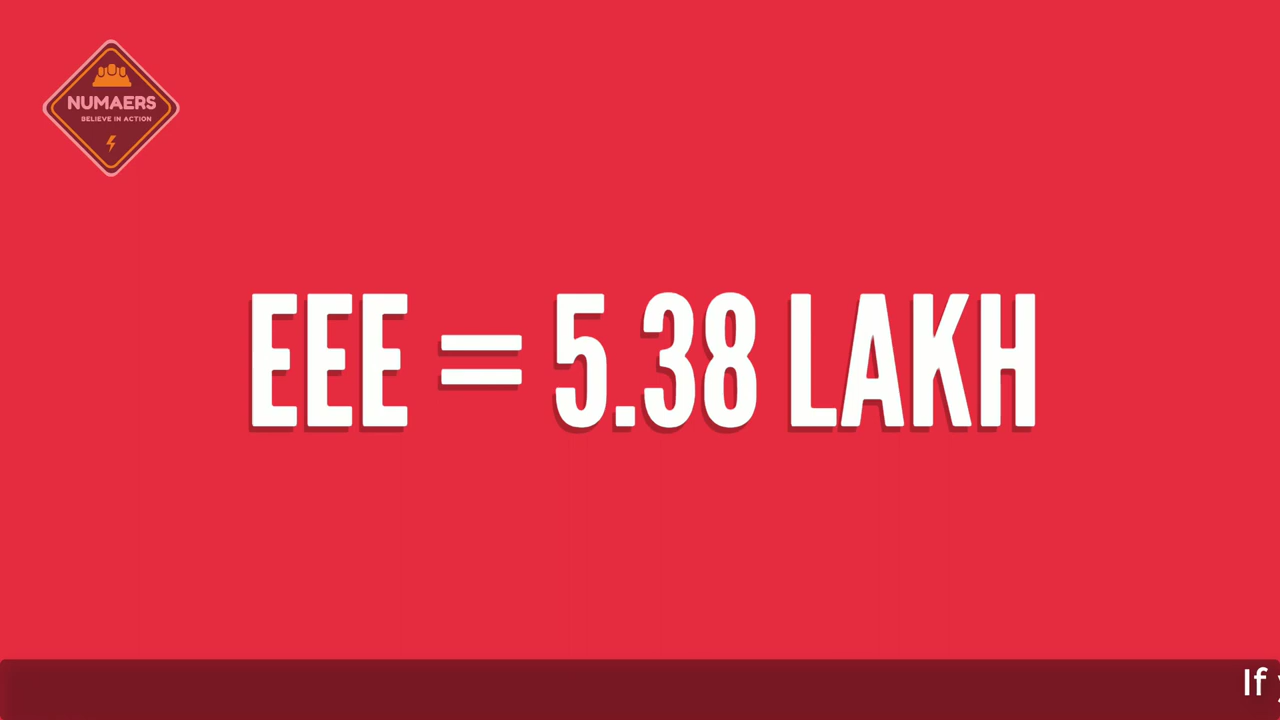 NUMAERS
BELIEVE IN ACTION
EEE = 5.38 LAKH
If